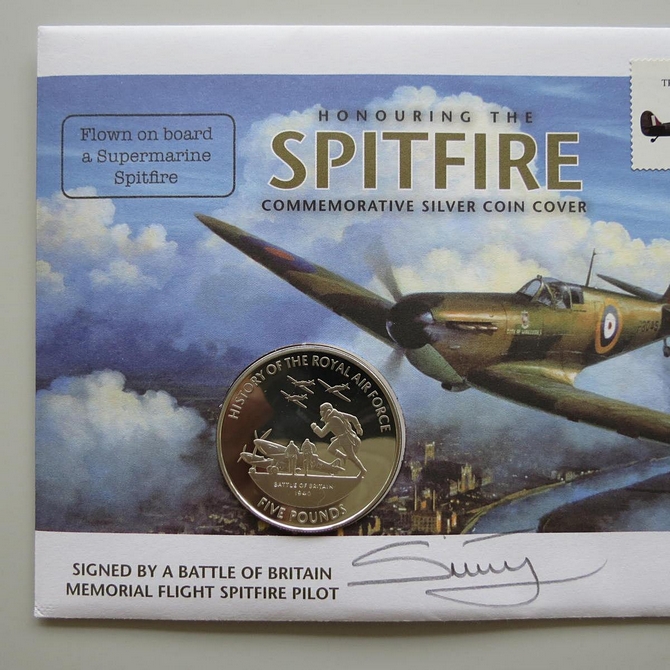 Flown on board
a Supermarine
Spitfire
HONOURING THE
SPITFIRE
COMMEMORATIVE SILVER COIN COVER
HISTORY OF THE ROYAL AIR FORCE
BATTLE OF BRITAIN
1940
FIVE POUNDS
SIGNED BY A BATTLE OF BRITAIN
MEMORIAL FLIGHT SPITFIRE PILOT